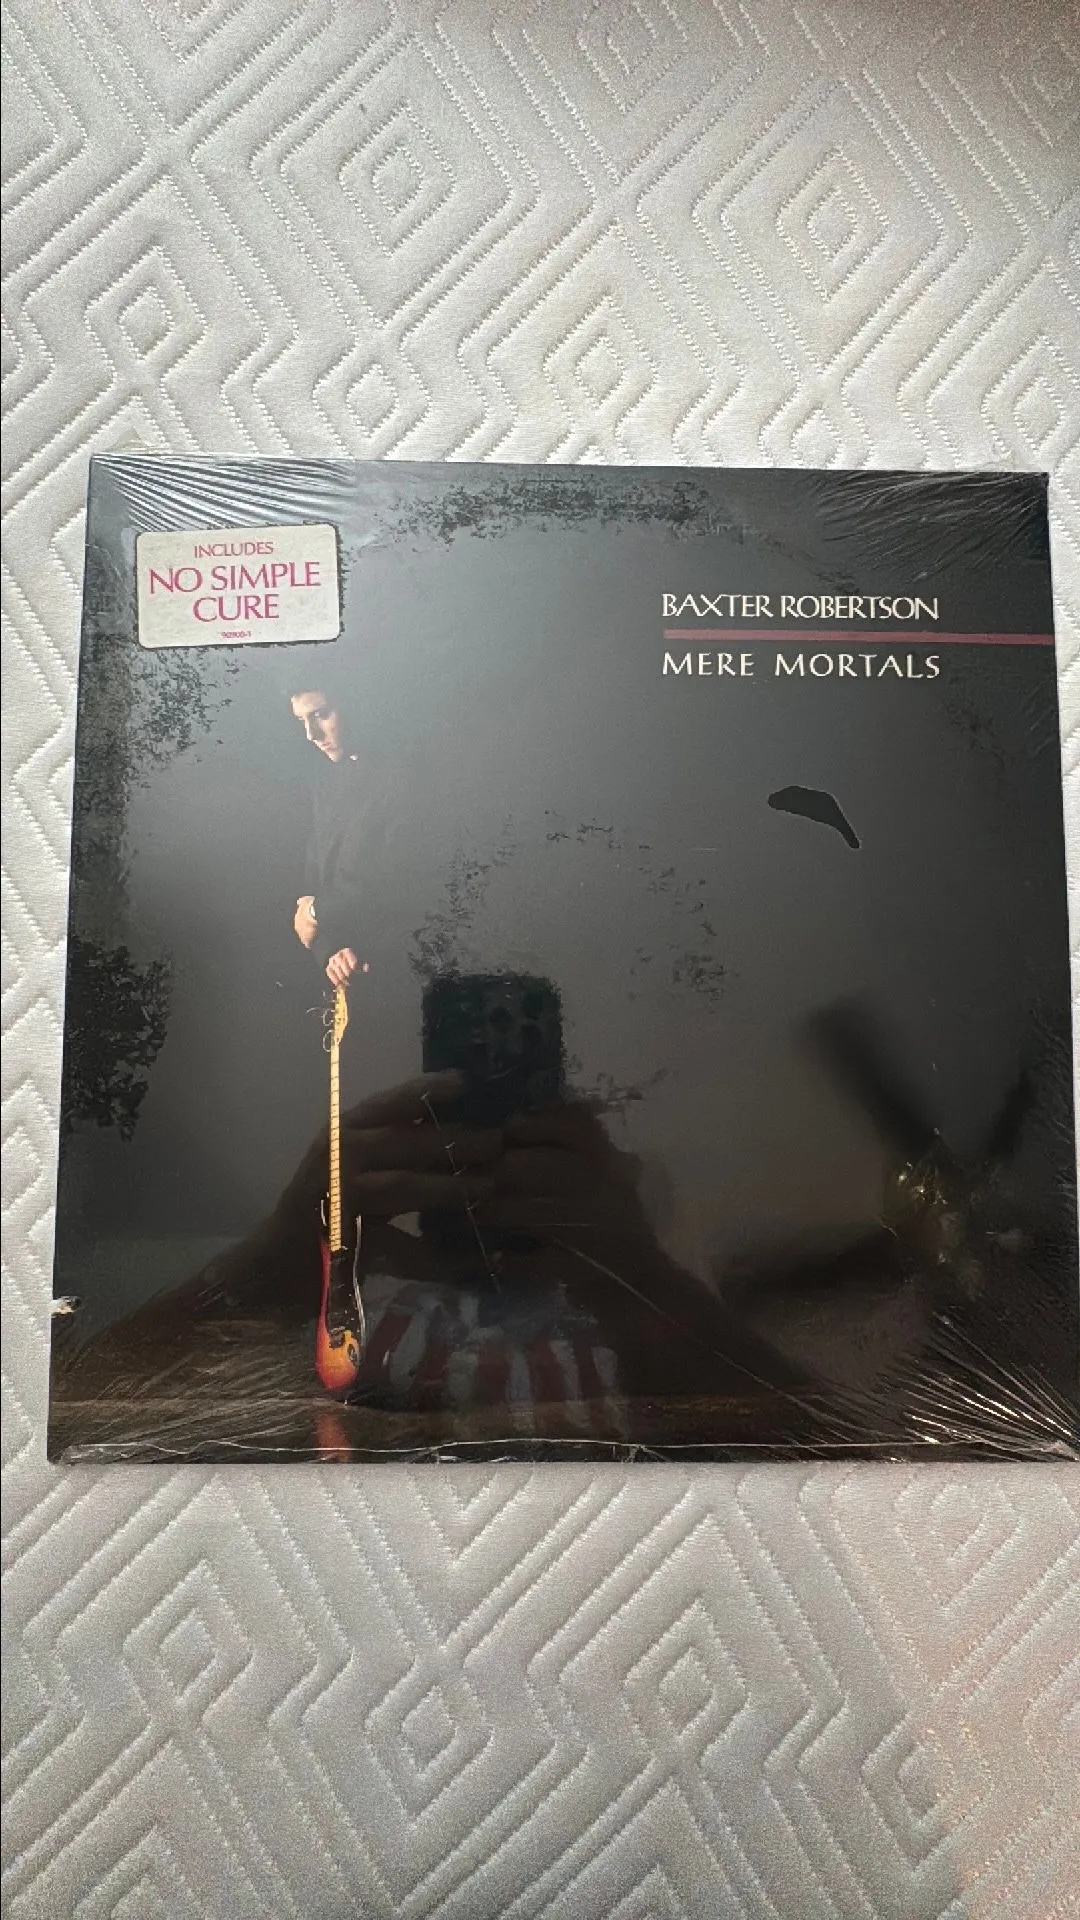 INCLUDES
NO SIMPLE
CURE
BAXTER ROBERTSON
MERE MORTALS